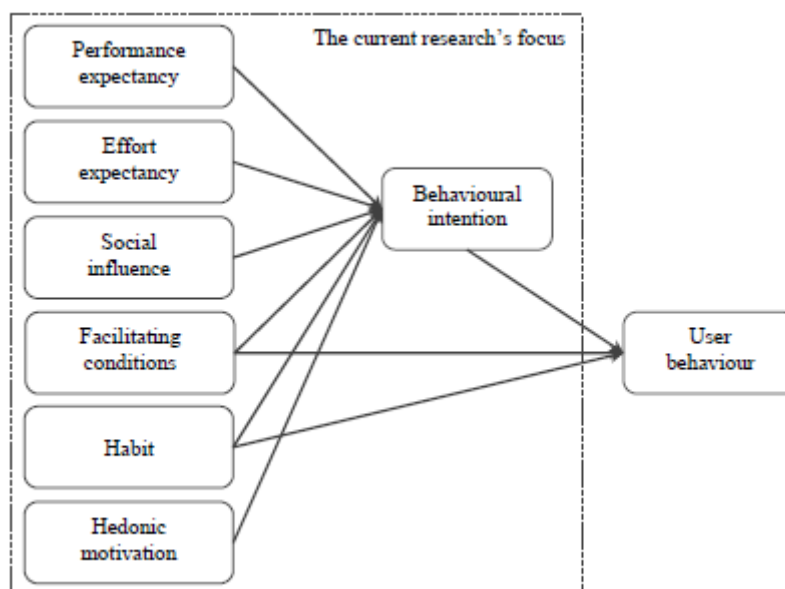 The current research’s focus
Performance
expectancy
Effort
expectancy
Social
influence
Facilitating
conditions
Habit
Hedonic
motivation
Behavioural
intention
User
behaviour